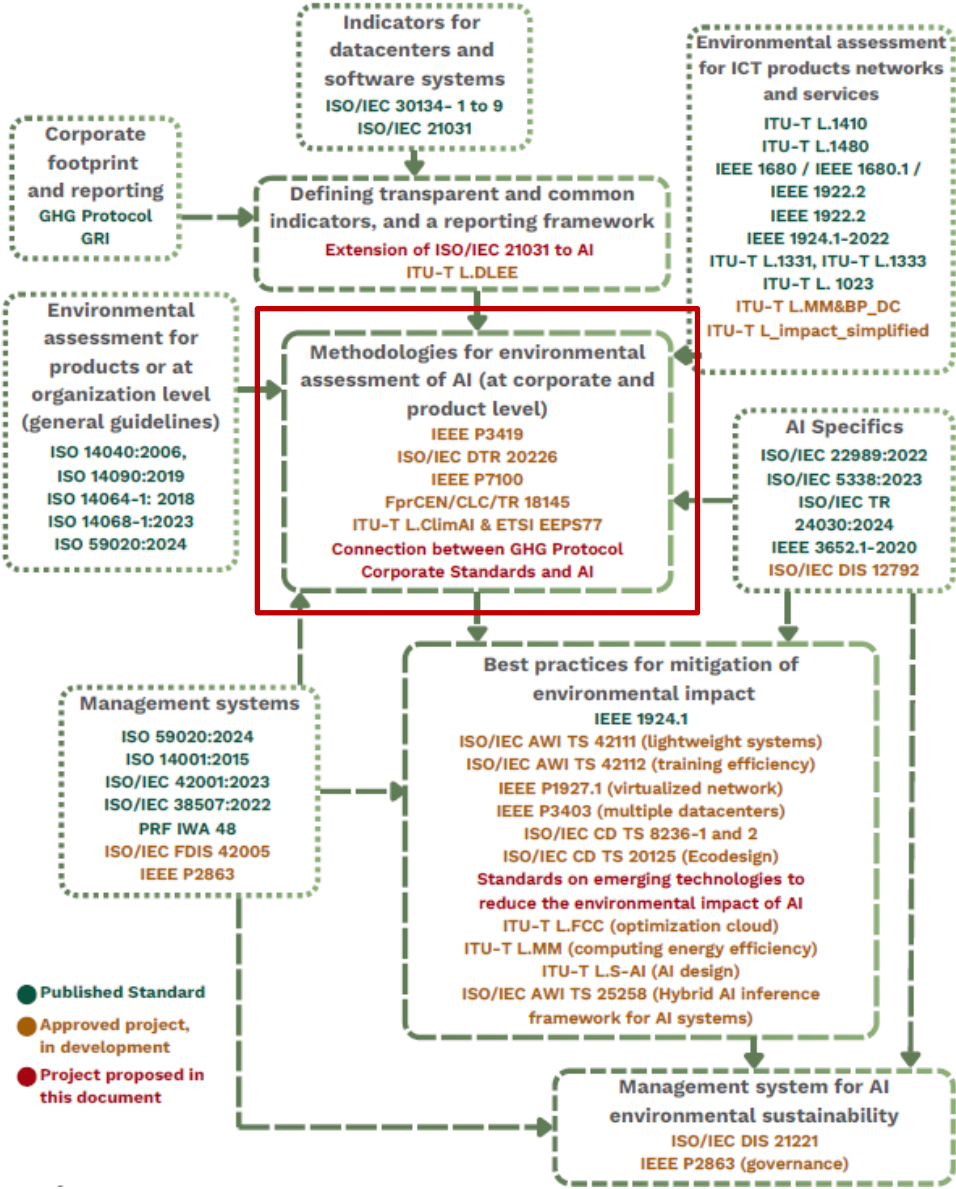 Indicators for
datacenters and
software systems
ISO/IEC 30134- 1 to 9
ISO/IEC 21031
Environmental assessment
for ICT products networks
and services
ITU-T L.1410
ITU-T L.1480
IEEE 1680 / IEEE 1680.1 /
IEEE 1922.2
IEEE 1922.2
IEEE 1924.1-2022
ITU-T L.1331, ITU-T L.1333
ITU-T L. 1023
ITU-T L.MM&BP_DC
ITU-T L_impact_simplified
Corporate
footprint
and reporting
GHG Protocol
GRI
Defining transparent and common
indicators, and a reporting framework
Extension of ISO/IEC 21031 to AI
ITU-T L.DLEE
Environmental
assessment for
products or at
organization level
(general guidelines)
ISO 14040:2006,
ISO 14090:2019
ISO 14064-1: 2018
ISO 14068-1:2023
ISO 59020:2024
Methodologies for environmental
assessment of AI (at corporate and
product level)
IEEE P3419
ISO/IEC DTR 20226
IEEE P7100
FprCEN/CLC/TR 18145
ITU-T L.ClimAI & ETSI EEPS77
Connection between GHG Protocol
Corporate Standards and AI
AI Specifics
ISO/IEC 22989:2022
ISO/IEC 5338:2023
ISO/IEC TR
24030:2024
IEEE 3652.1-2020
ISO/IEC DIS 12792
Management systems
ISO 59020:2024
ISO 14001:2015
ISO/IEC 42001:2023
ISO/IEC 38507:2022
PRF IWA 48
ISO/IEC FDIS 42005
IEEE P2863
Best practices for mitigation of
environmental impact
IEEE 1924.1
ISO/IEC AWI TS 42111 (lightweight systems)
ISO/IEC AWI TS 42112 (training efficiency)
IEEE P1927.1 (virtualized network)
IEEE P3403 (multiple datacenters)
ISO/IEC CD TS 8236-1 and 2
ISO/IEC CD TS 20125 (Ecodesign)
Standards on emerging technologies to
reduce the environmental impact of AI
ITU-T L.FCC (optimization cloud)
ITU-T L.MM (computing energy efficiency)
ITU-T L.S-AI (AI design)
ISO/IEC AWI TS 25258 (Hybrid AI inference
framework for AI systems)
Published Standard
Approved project,
in development
Project proposed in
this document
Management system for AI
environmental sustainability
ISO/IEC DIS 21221
IEEE P2863 (governance)